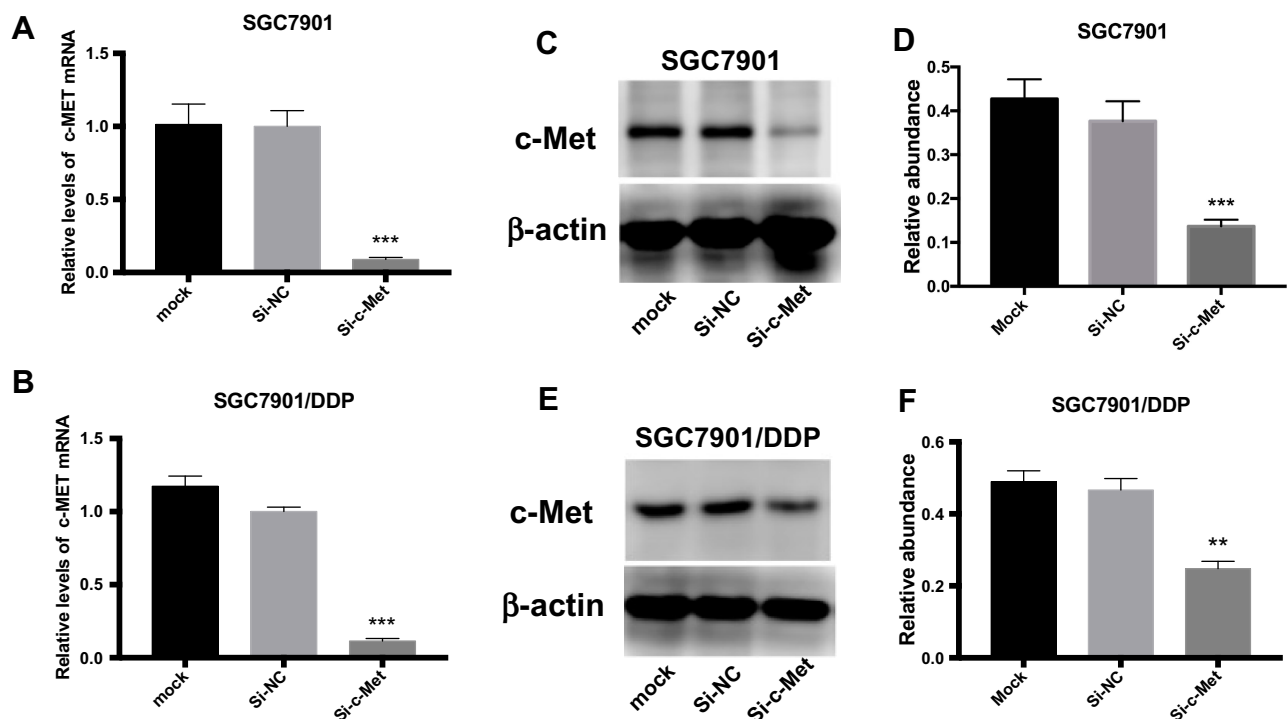 A
SGC7901
Relative levels of c-MET mRNA
1.5
1.0
0.5
0.0
***
mock
Si-NC
Si-c-Met
B
SGC7901/DDP
Relative levels of c-MET mRNA
1.5
1.0
0.5
0.0
***
mock
Si-NC
Si-c-Met
C
SGC7901
c-Met
β-actin
mock
Si-NC
Si-c-Met
D
SGC7901
Relative abundance
0.5
0.4
0.3
0.2
0.1
0.0
***
Mock
Si-NC
Si-c-Met
E
SGC7901/DDP
c-Met
β-actin
mock
Si-NC
Si-c-Met
F
SGC7901/DDP
Relative abundance
0.6
0.4
0.2
0.0
**
Mock
Si-NC
Si-c-Met